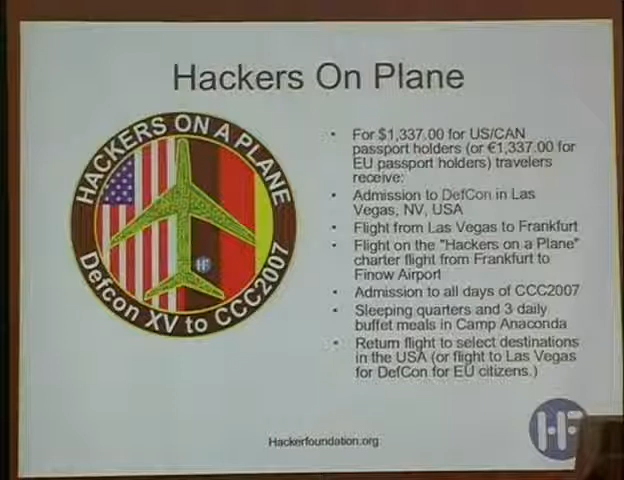 Hackers On Plane
HACKERS ON A PLANE
HF
Defcon XV to CCC2007
• For $1,337.00 for US/CAN
passport holders (or €1,337.00 for
EU passport holders) travelers
receive:
• Admission to DefCon in Las
Vegas, NV, USA
• Flight from Las Vegas to Frankfurt
• Flight on the "Hackers on a Plane"
charter flight from Frankfurt to
Finow Airport
• Admission to all days of CCC2007
• Sleeping quarters and 3 daily
buffet meals in Camp Anaconda
• Return flight to select destinations
in the USA (or flight to Las Vegas
for DefCon for EU citizens.)
Hackerfoundation.org
HF